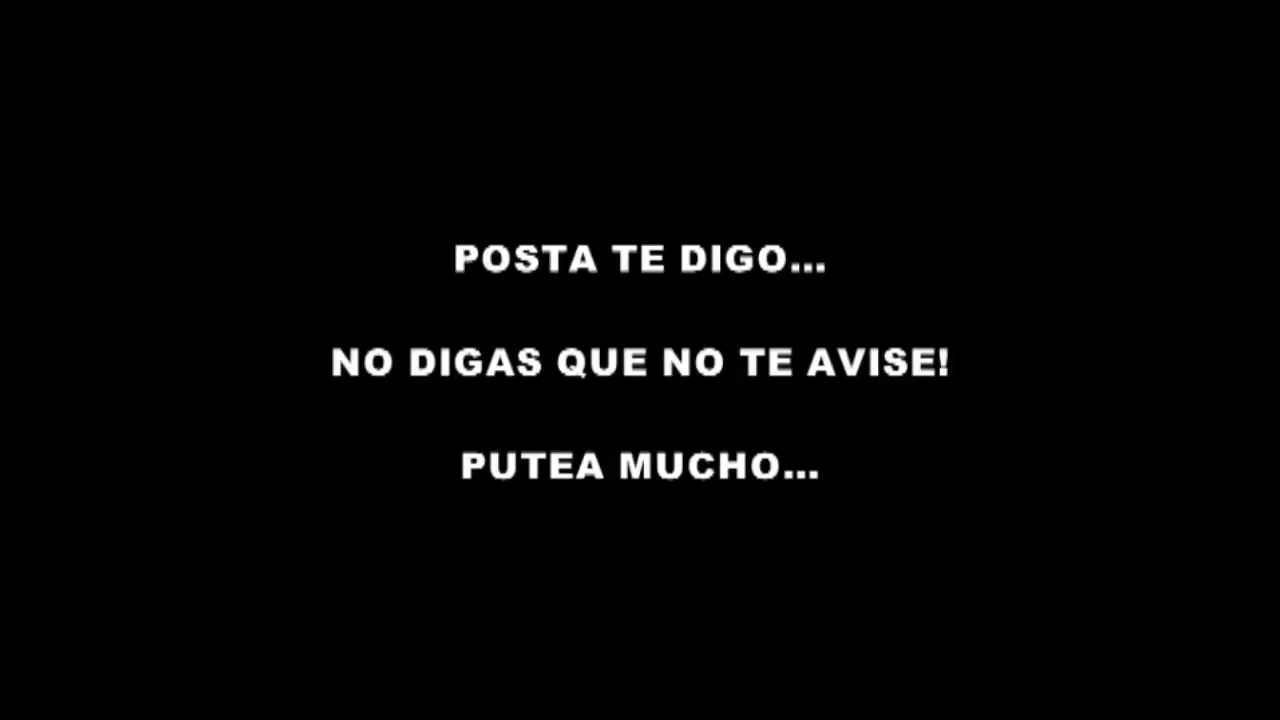 POSTA TE DIGO...
NO DIGAS QUE NO TE AVISE!
PUTEA MUCHO...